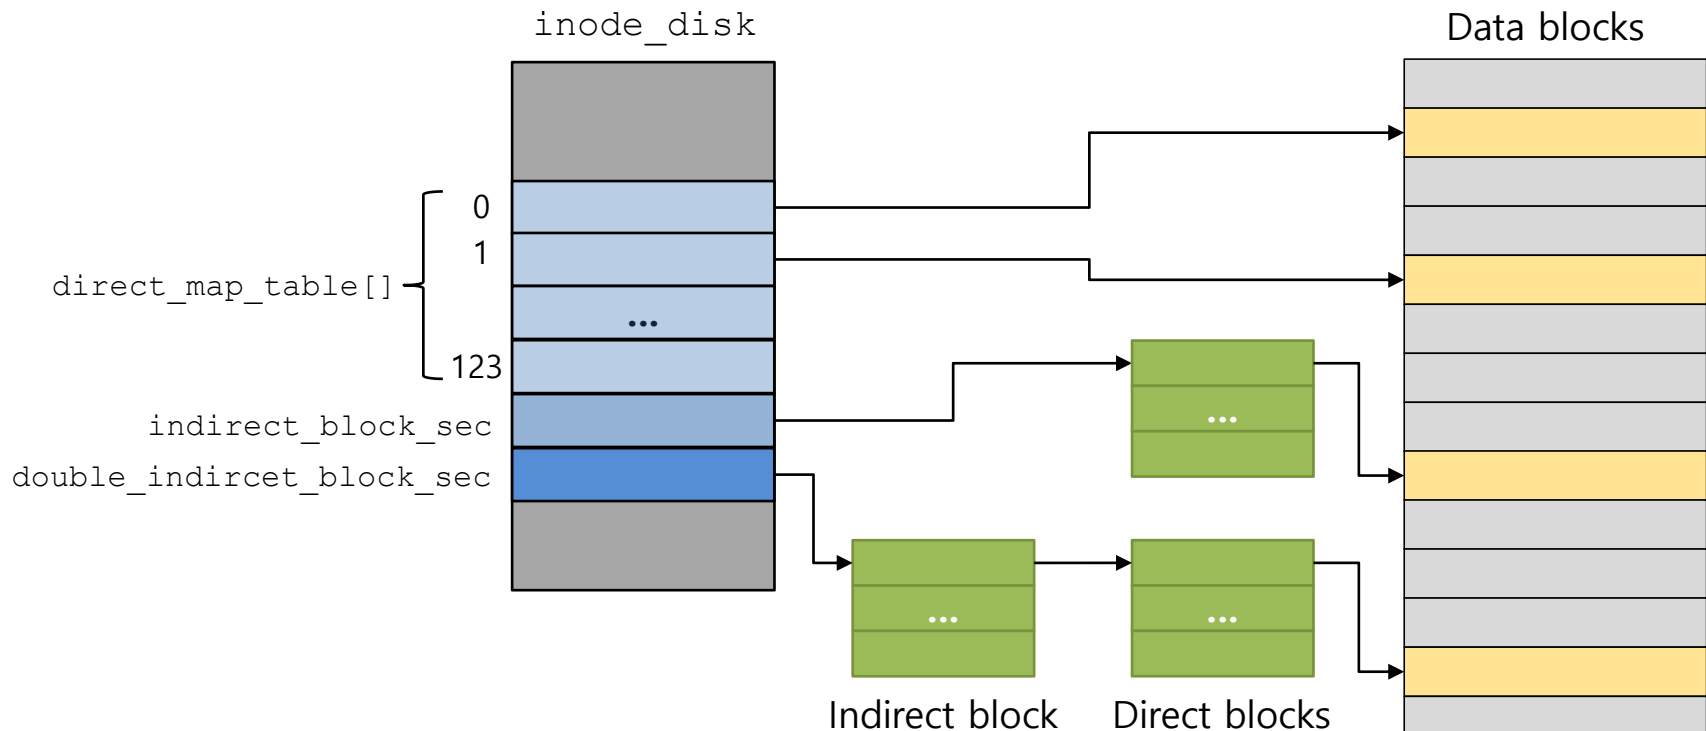 inode_disk
Data blocks
0
1
direct_map_table[]
...
123
...
indirect_block_sec
double_indircet_block_sec
...
...
Indirect block
Direct blocks